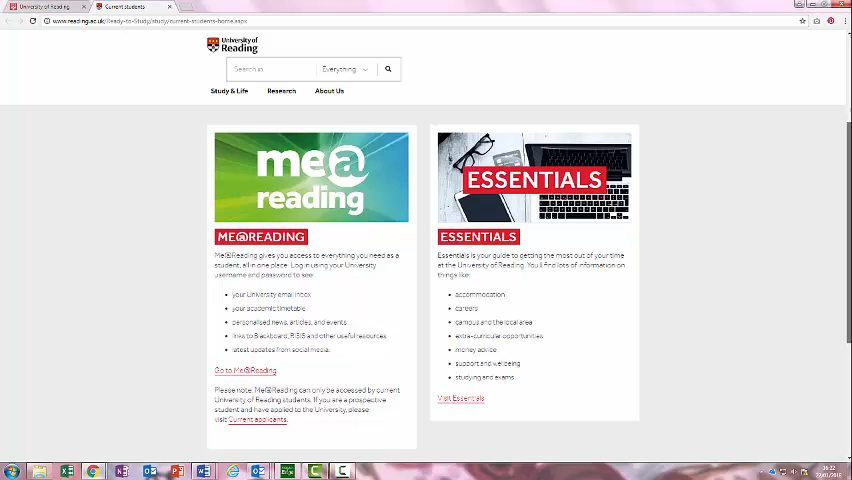 University of Reading
Current students
www.reading.ac.uk/Ready-to-Study/study/current-students-home.aspx
University of
Reading
Search in
Everything
Study & Life
Research
About Us
me@
reading
ME@READING
Me@Reading gives you access to everything you need as a
student, all in one place. Log in using your University
username and password to see:
• your University email inbox
• your academic timetable
• personalised news, articles, and events
• links to Blackboard, RISIS and other useful resources
• latest updates from social media.
Go to Me@Reading
Please note: Me@Reading can only be accessed by current
University of Reading students. If you are a prospective
student and have applied to the University, please
visit Current applicants.
ESSENTIALS
ESSENTIALS
Essentials is your guide to getting the most out of your time
at the University of Reading. You'll find lots of information on
things like:
• accommodation
• careers
• campus and the local area
• extra-curricular opportunities
• money advice
• support and wellbeing
• studying and exams.
Visit Essentials
16:22
22/01/2018